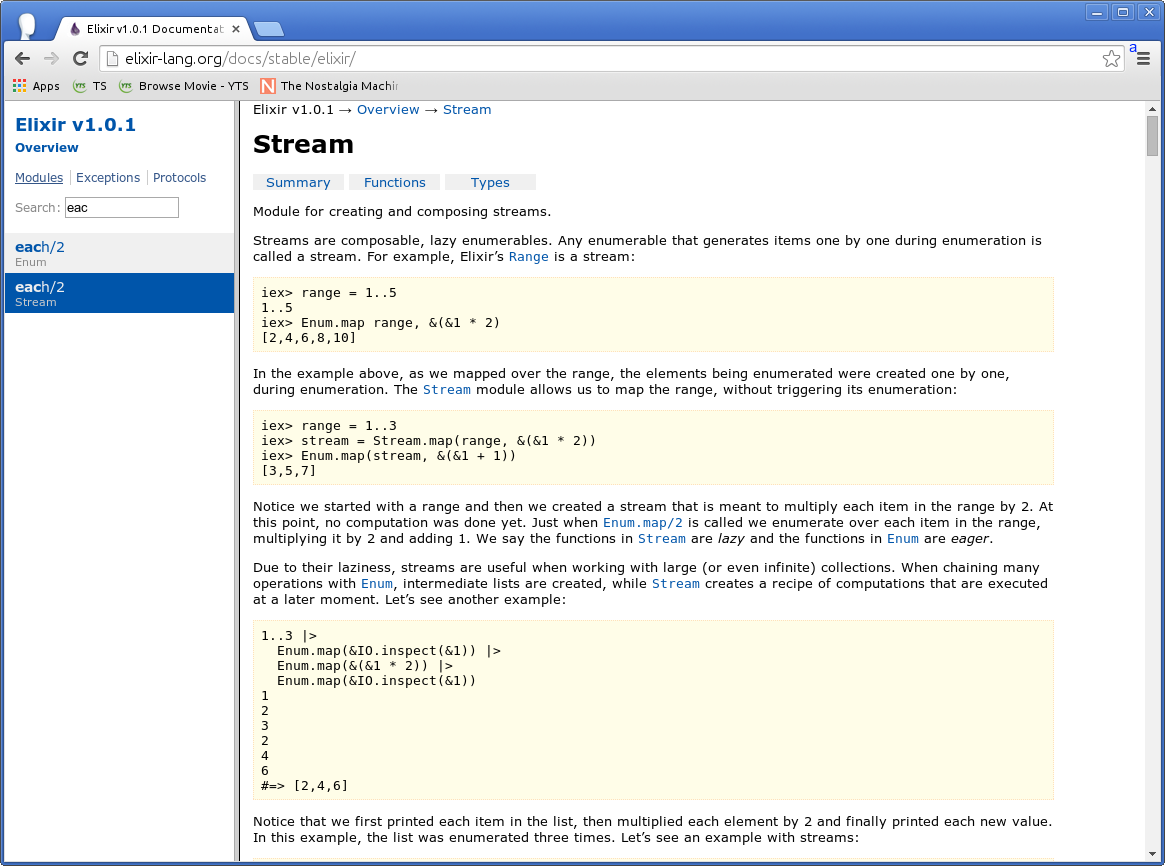 Elixir v1.0.1 Documentat
elixir-lang.org/docs/stable/elixir/
a
Apps TS Browse Movie - YTS The Nostalgia Machin
Elixir v1.0.1
Overview
Modules Exceptions Protocols
Search: eac
each/2
Enum
each/2
Stream
Elixir v1.0.1 → Overview → Stream
Stream
Summary Functions Types
Module for creating and composing streams.
Streams are composable, lazy enumerables. Any enumerable that generates items one by one during enumeration is
called a stream. For example, Elixir’s Range is a stream:
iex> range = 1..5
1..5
iex> Enum.map range, &(&1 * 2)
[2,4,6,8,10]
In the example above, as we mapped over the range, the elements being enumerated were created one by one,
during enumeration. The Stream module allows us to map the range, without triggering its enumeration:
iex> range = 1..3
iex> stream = Stream.map(range, &(&1 * 2))
iex> Enum.map(stream, &(&1 + 1))
[3,5,7]
Notice we started with a range and then we created a stream that is meant to multiply each item in the range by 2. At
this point, no computation was done yet. Just when Enum.map/2 is called we enumerate over each item in the range,
multiplying it by 2 and adding 1. We say the functions in Stream are lazy and the functions in Enum are eager.
Due to their laziness, streams are useful when working with large (or even infinite) collections. When chaining many
operations with Enum, intermediate lists are created, while Stream creates a recipe of computations that are executed
at a later moment. Let’s see another example:
1..3 |>
  Enum.map(&IO.inspect(&1)) |>
  Enum.map(&(&1 * 2)) |>
  Enum.map(&IO.inspect(&1))
1
2
3
2
4
6
#=> [2,4,6]
Notice that we first printed each item in the list, then multiplied each element by 2 and finally printed each new value.
In this example, the list was enumerated three times. Let’s see an example with streams: